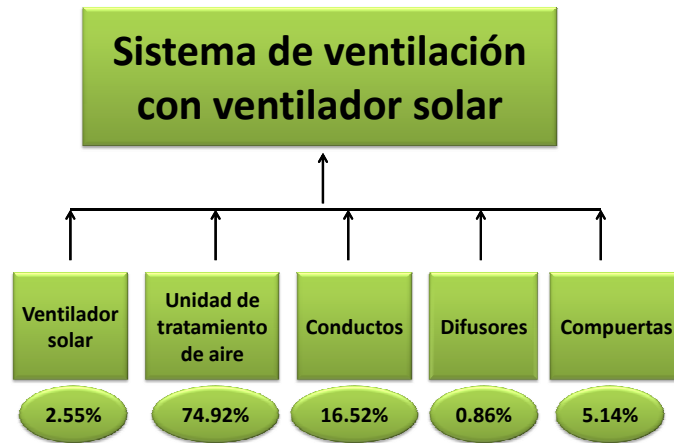 Sistema de ventilación
con ventilador solar
Ventilador
solar
Unidad de
tratamiento
de aire
Conductos
Difusores
Compuertas
2.55%
74.92%
16.52%
0.86%
5.14%